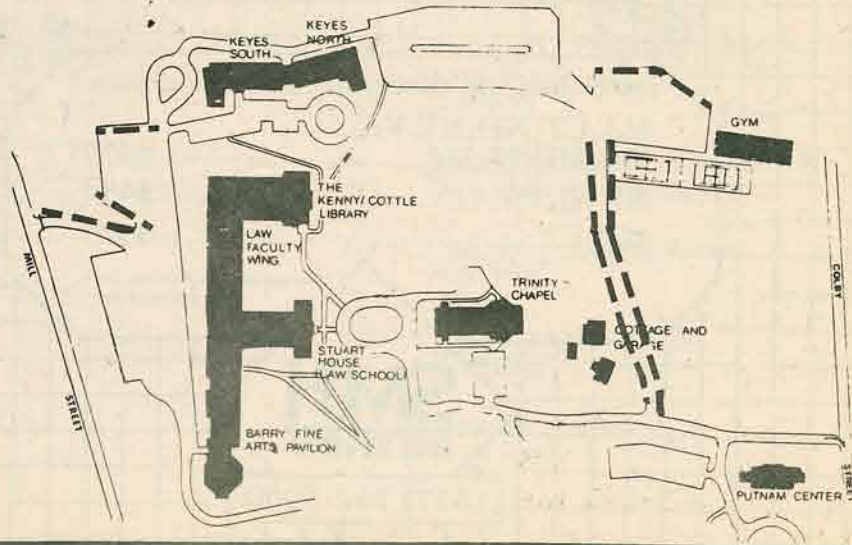 KEYES
SOUTH
KEYES
NORTH
GYM
THE
KENNY/COTTLE
LIBRARY
LAW
FACULTY
WING
MILL
STREET
TRINITY
CHAPEL
COLBY
STREET
COTTAGE AND
GARAGE
STUART
HOUSE
(LAW SCHOOL)
BARRY FINE
ARTS PAVILION
PUTNAM CENTER